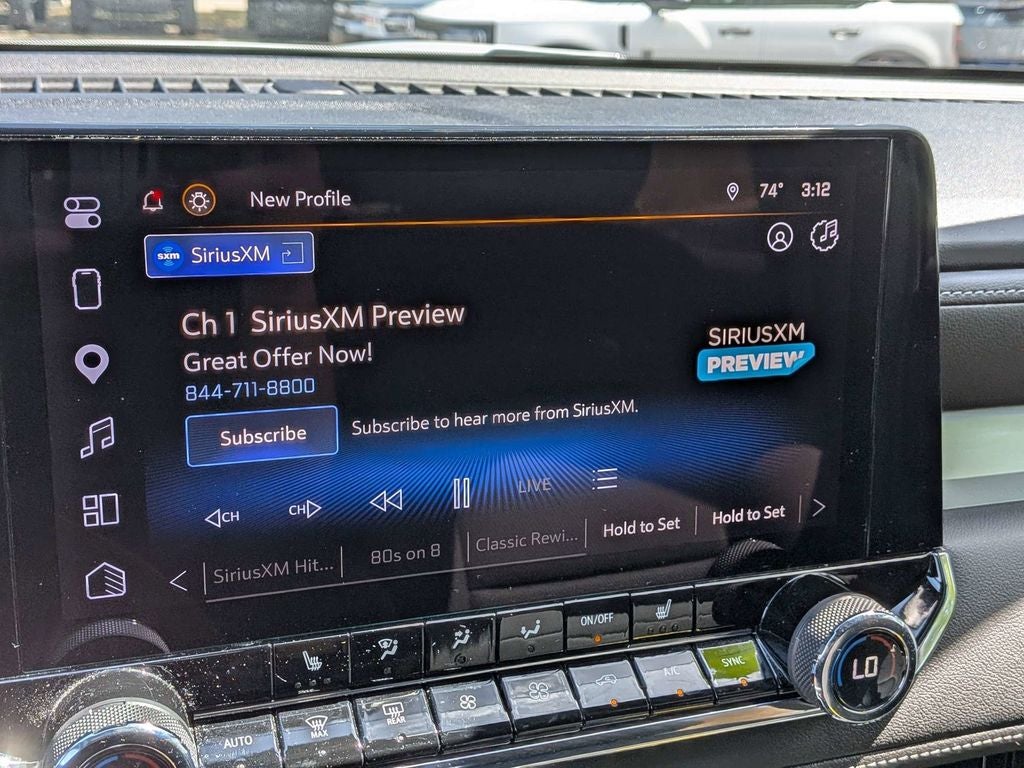 New Profile
74° 3:12
sxm SiriusXM
Ch 1 SiriusXM Preview
Great Offer Now!
844-711-8800
SIRIUSXM
PREVIEW
Subscribe
Subscribe to hear more from SiriusXM.
CH
CH
LIVE
SiriusXM Hit...
80s on 8
Classic Rewi...
Hold to Set
Hold to Set
ON/OFF
AUTO
MAX
REAR
A/C
SYNC
LO